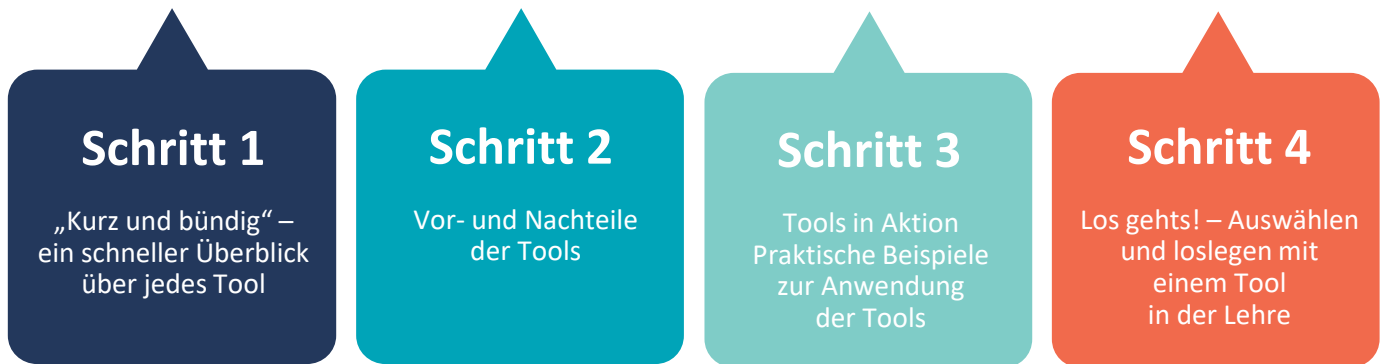 Schritt 1
„Kurz und bündig“ –
ein schneller Überblick
über jedes Tool
Schritt 2
Vor- und Nachteile
der Tools
Schritt 3
Tools in Aktion
Praktische Beispiele
zur Anwendung
der Tools
Schritt 4
Los gehts! – Auswählen
und loslegen mit
einem Tool
in der Lehre